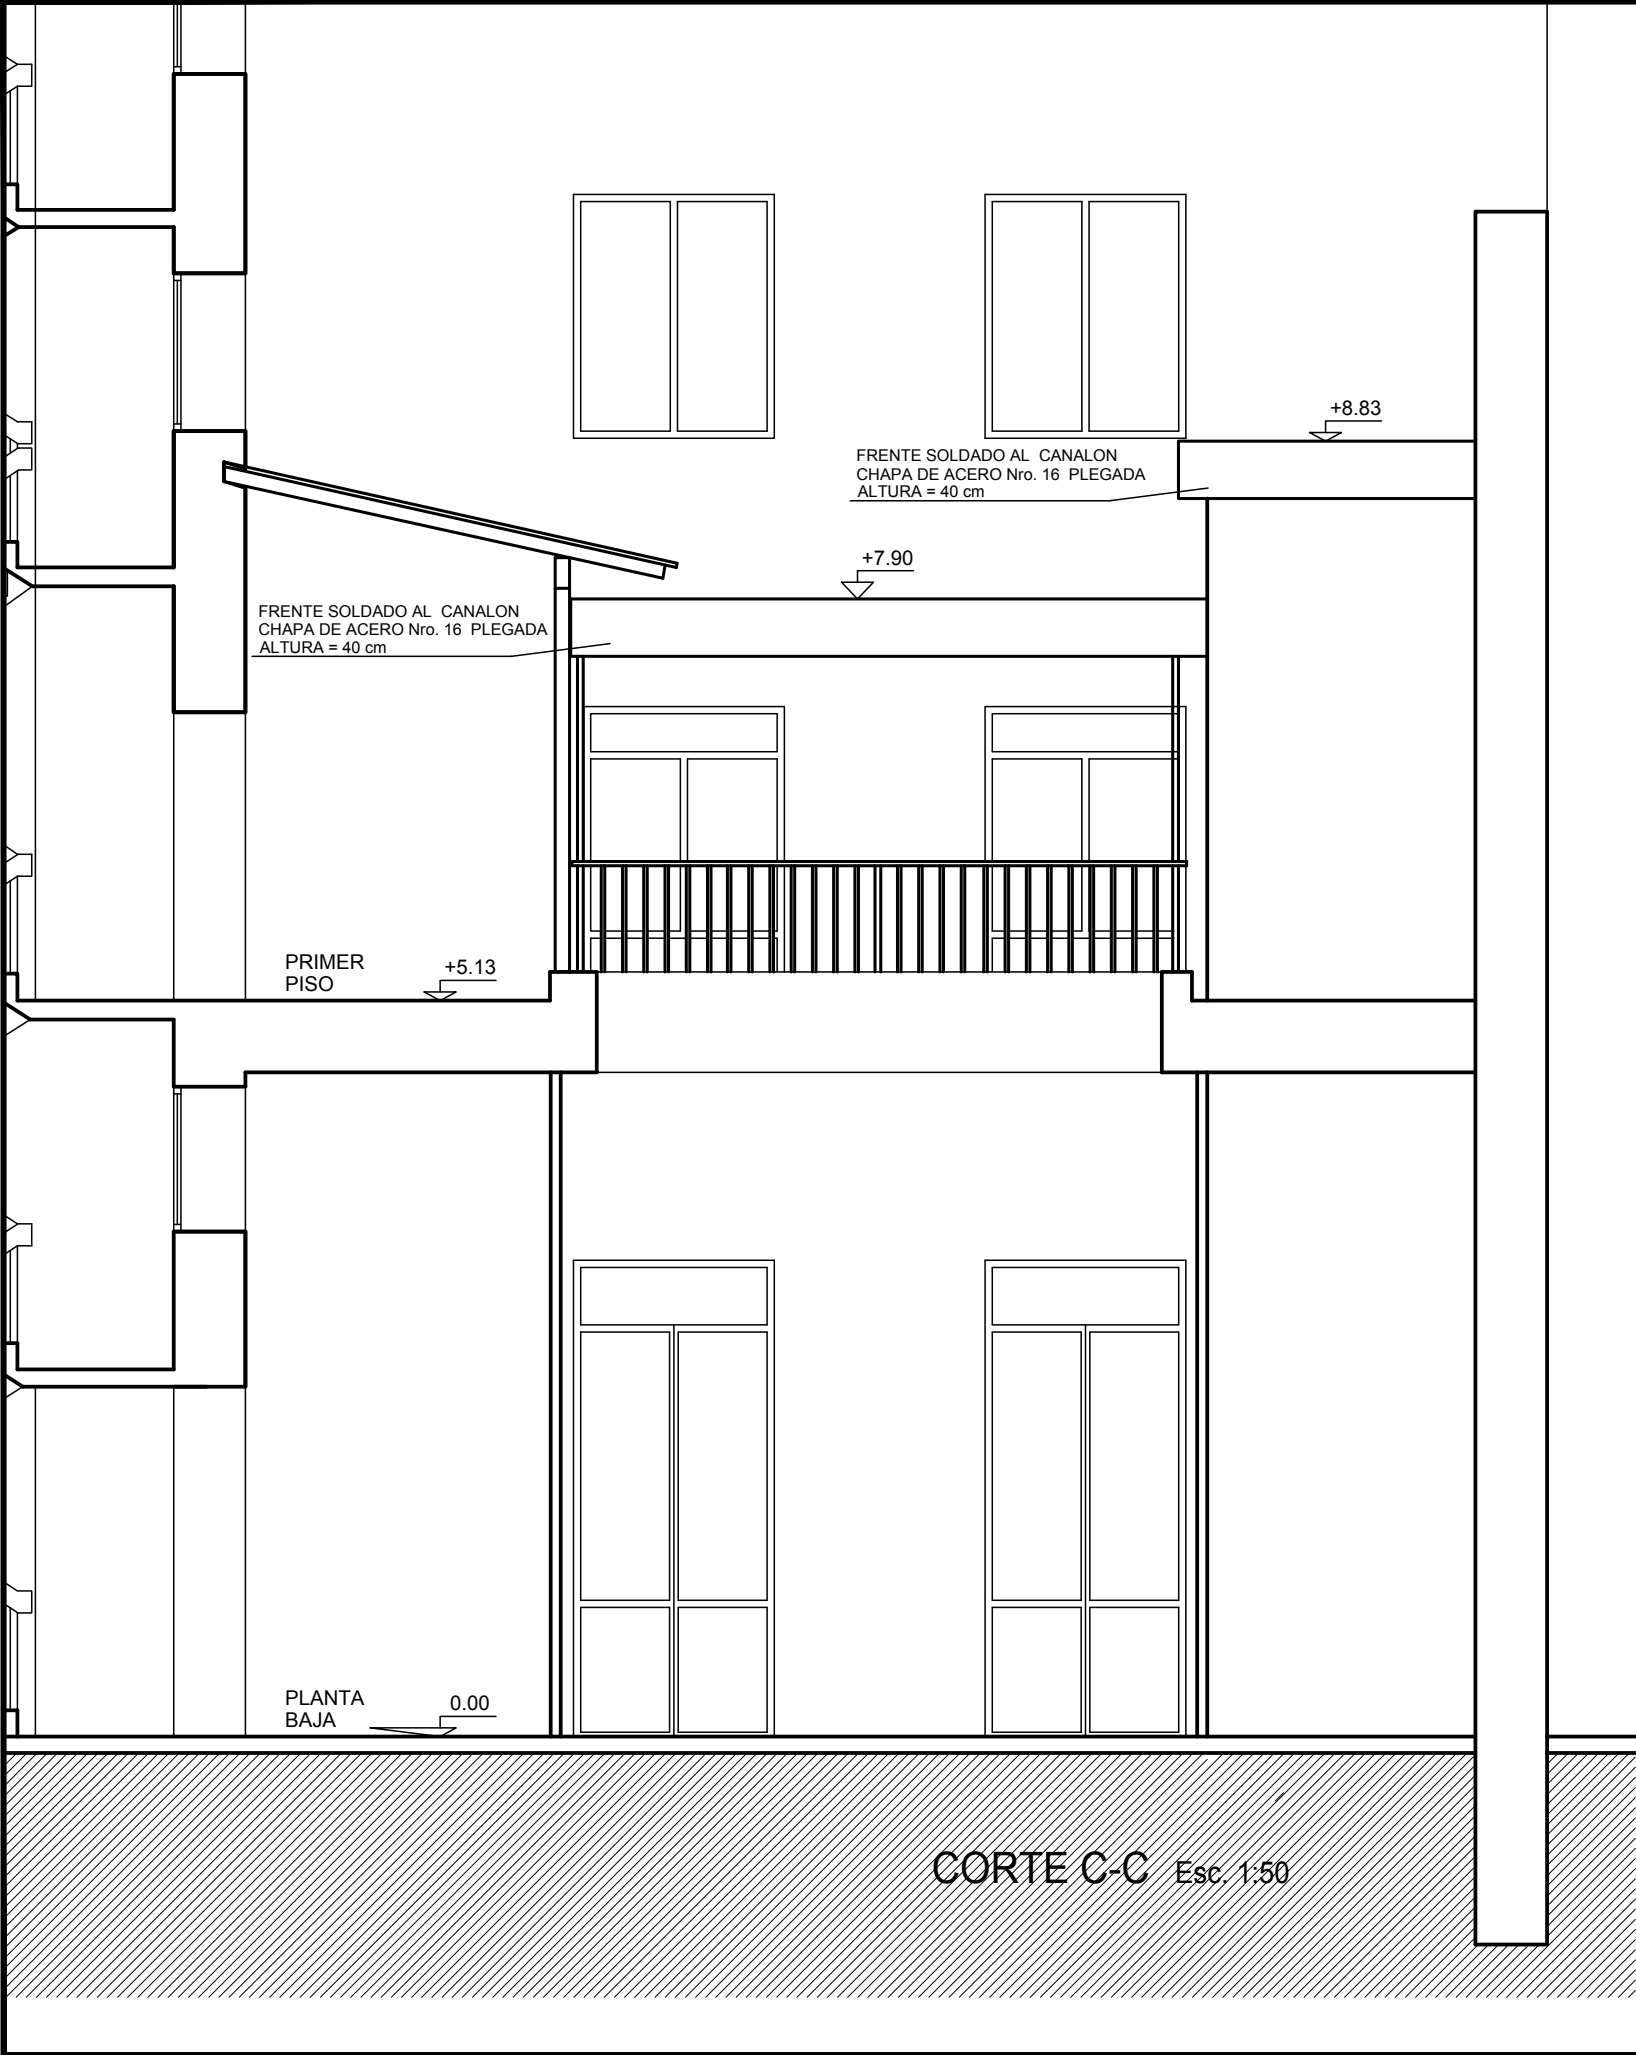 +8.83
FRENTE SOLDADO AL CANALON
CHAPA DE ACERO Nro. 16 PLEGADA
ALTURA = 40 cm
+7.90
FRENTE SOLDADO AL CANALON
CHAPA DE ACERO Nro. 16 PLEGADA
ALTURA = 40 cm
PRIMER
PISO
+5.13
PLANTA
BAJA
0.00
CORTE C-C Esc. 1:50